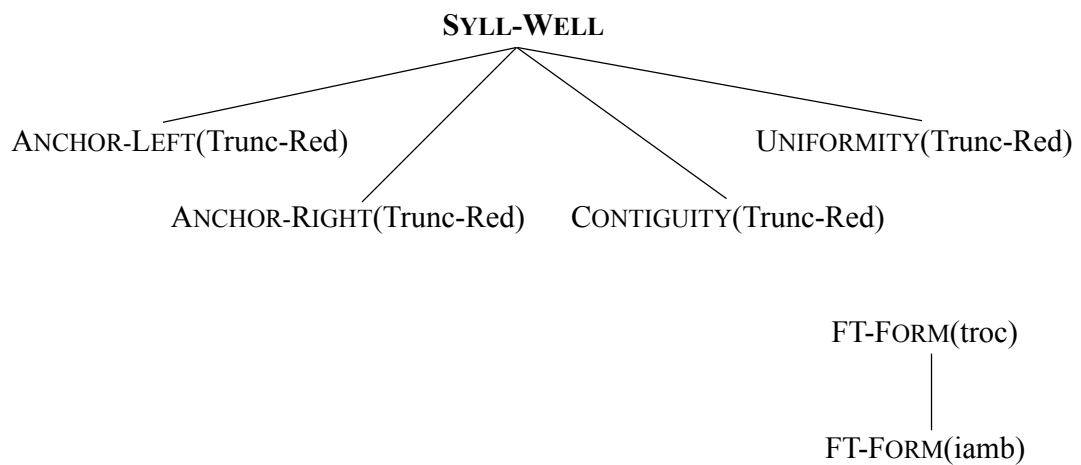 SYLL-WELL
ANCHOR-LEFT(Trunc-Red) UNIFORMITY(Trunc-Red)
ANCHOR-RIGHT(Trunc-Red) CONTIGUITY(Trunc-Red)
FT-FORM(troc)
FT-FORM(iamb)